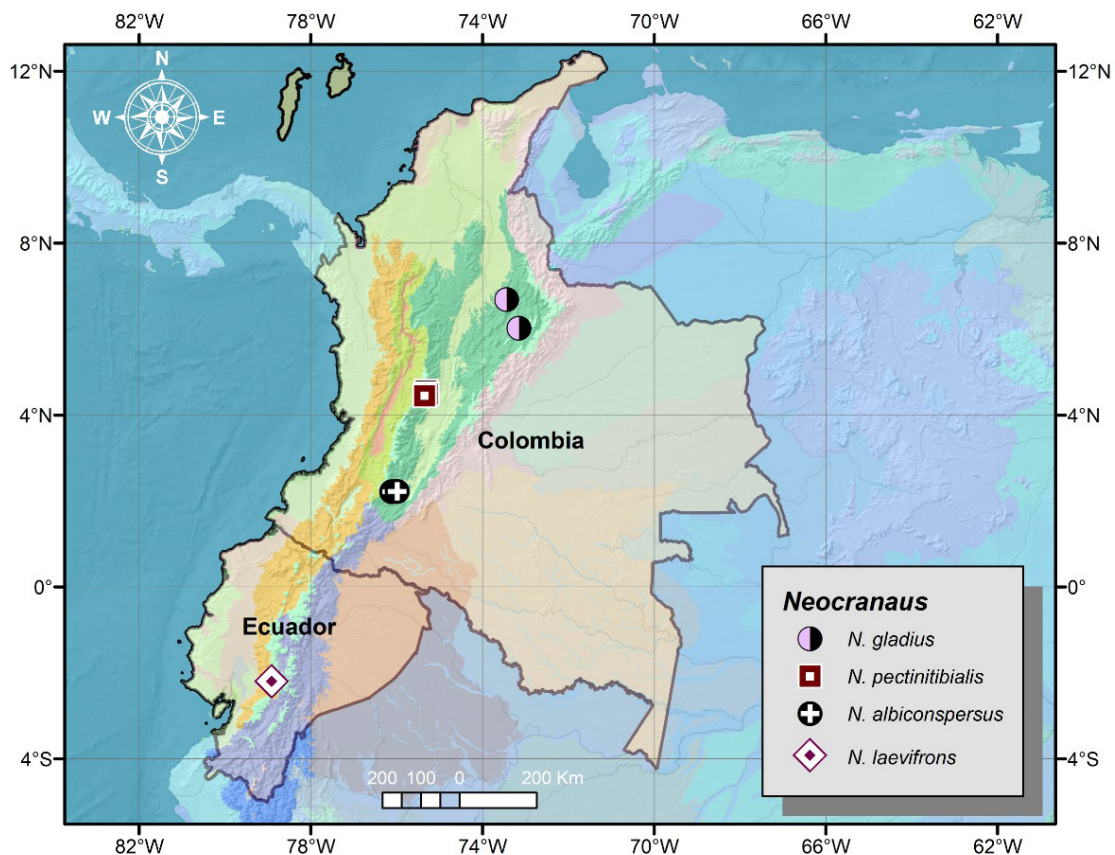 82°W 78°W 74°W 70°W 66°W 62°W
12°N 12°N
N
W E
S
8°N 8°N
4°N 4°N
Colombia
0° 0°
Ecuador
Neocranaus
N. gladius
N. pectinitibialis
N. albiconspersus
N. laevifrons
4°S 4°S
200 100 0 200 Km
82°W 78°W 74°W 70°W 66°W 62°W